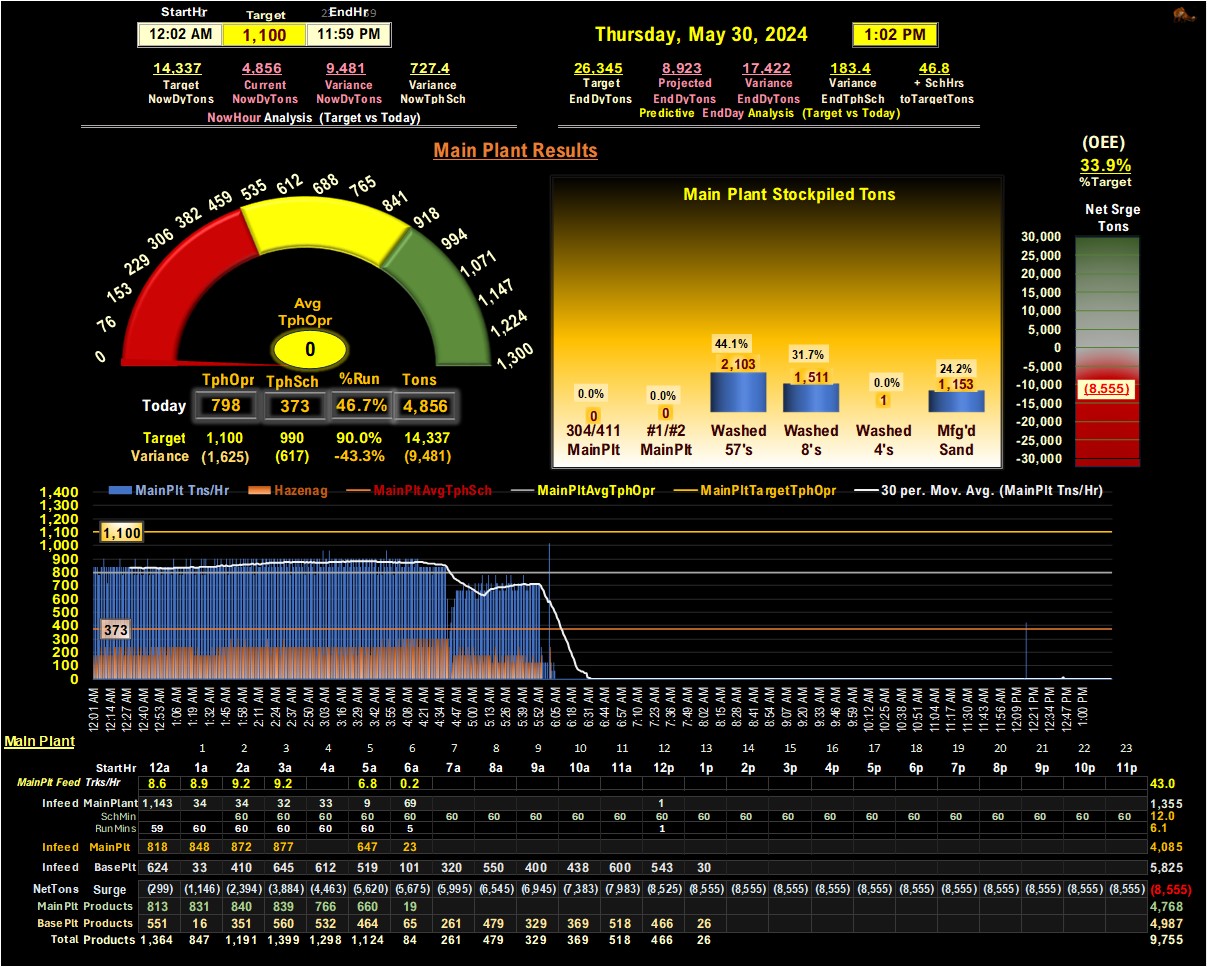 StartHr Target EndHr
12:02 AM 1,100 11:59 PM
Thursday, May 30, 2024 1:02 PM
14,337 4,856 9,481 727.4
Target Current Variance Variance
NowDyTons NowDyTons NowDyTons NowTphSch
NowHour Analysis (Target vs Today)
26,345 8,923 17,422 183.4 46.8
Target Projected Variance Variance + SchHrs
EndDyTons EndDyTons EndDyTons EndTphSch toTargetTons
Predictive EndDay Analysis (Target vs Today)
Main Plant Results
(OEE)
33.9%
%Target
Net Srge
Tons
30,000
25,000
20,000
15,000
10,000
5,000
0
-5,000
-10,000
(8,555)
-15,000
-20,000
-25,000
-30,000
0 76 153 229 306 382 459 535 612 688 765 841 918 994 1,071 1,147 1,224 1,300
Avg
TphOpr
0
TphOpr TphSch %Run Tons
Today 798 373 46.7% 4,856
Target 1,100 990 90.0% 14,337
Variance (1,625) (617) -43.3% (9,481)
Main Plant Stockpiled Tons
0.0% 0.0% 44.1% 31.7% 0.0% 24.2%
0 0 2,103 1,511 1 1,153
304/411 #1/#2 Washed Washed Washed Mfg'd
MainPlt MainPlt 57's 8's 4's Sand
MainPlt Tns/Hr Hazenag MainPltAvgTphSch MainPltAvgTphOpr MainPltTargetTphOpr 30 per. Mov. Avg. (MainPlt Tns/Hr)
1,400
1,300
1,200
1,100
1,000
900
800
700
600
500
400
300
200
100
0
1,100
373
12:01 AM 12:14 AM 12:27 AM 12:40 AM 12:53 AM 1:06 AM 1:19 AM 1:32 AM 1:45 AM 1:58 AM 2:11 AM 2:24 AM 2:37 AM 2:50 AM 3:03 AM 3:16 AM 3:29 AM 3:42 AM 3:55 AM 4:08 AM 4:21 AM 4:34 AM 4:47 AM 5:00 AM 5:13 AM 5:26 AM 5:39 AM 5:52 AM 6:05 AM 6:18 AM 6:31 AM 6:44 AM 6:57 AM 7:10 AM 7:23 AM 7:36 AM 7:49 AM 8:02 AM 8:15 AM 8:28 AM 8:41 AM 8:54 AM 9:07 AM 9:20 AM 9:33 AM 9:46 AM 9:59 AM 10:12 AM 10:25 AM 10:38 AM 10:51 AM 11:04 AM 11:17 AM 11:30 AM 11:43 AM 11:56 AM 12:09 PM 12:21 PM 12:34 PM 12:47 PM 1:00 PM
Main Plant
1 2 3 4 5 6 7 8 9 10 11 12 13 14 15 16 17 18 19 20 21 22 23
StartHr 12a 1a 2a 3a 4a 5a 6a 7a 8a 9a 10a 11a 12p 1p 2p 3p 4p 5p 6p 7p 8p 9p 10p 11p
MainPlt Feed Trks/Hr 8.6 8.9 9.2 9.2 6.8 0.2 43.0
Infeed MainPlant 1,143 34 34 32 33 9 69 1 1,355
SchMin 60 60 60 60 60 60 60 60 60 60 60 60 60 60 60 60 60 60 60 60 60 60 12.0
RunMins 59 60 60 60 60 60 5 1 6.1
Infeed MainPlt 818 848 872 877 647 23 4,085
Infeed BasePlt 624 33 410 645 612 519 101 320 550 400 438 600 543 30 5,825
NetTons Surge (299) (1,146) (2,394) (3,884) (4,463) (5,620) (5,675) (5,995) (6,545) (6,945) (7,383) (7,983) (8,525) (8,555) (8,555) (8,555) (8,555) (8,555) (8,555) (8,555) (8,555) (8,555) (8,555) (8,555) (8,555)
MainPlt Products 813 831 840 839 766 660 19 4,768
BasePlt Products 551 16 351 560 532 464 65 261 479 329 369 518 466 26 4,987
Total Products 1,364 847 1,191 1,399 1,298 1,124 84 261 479 329 369 518 466 26 9,755